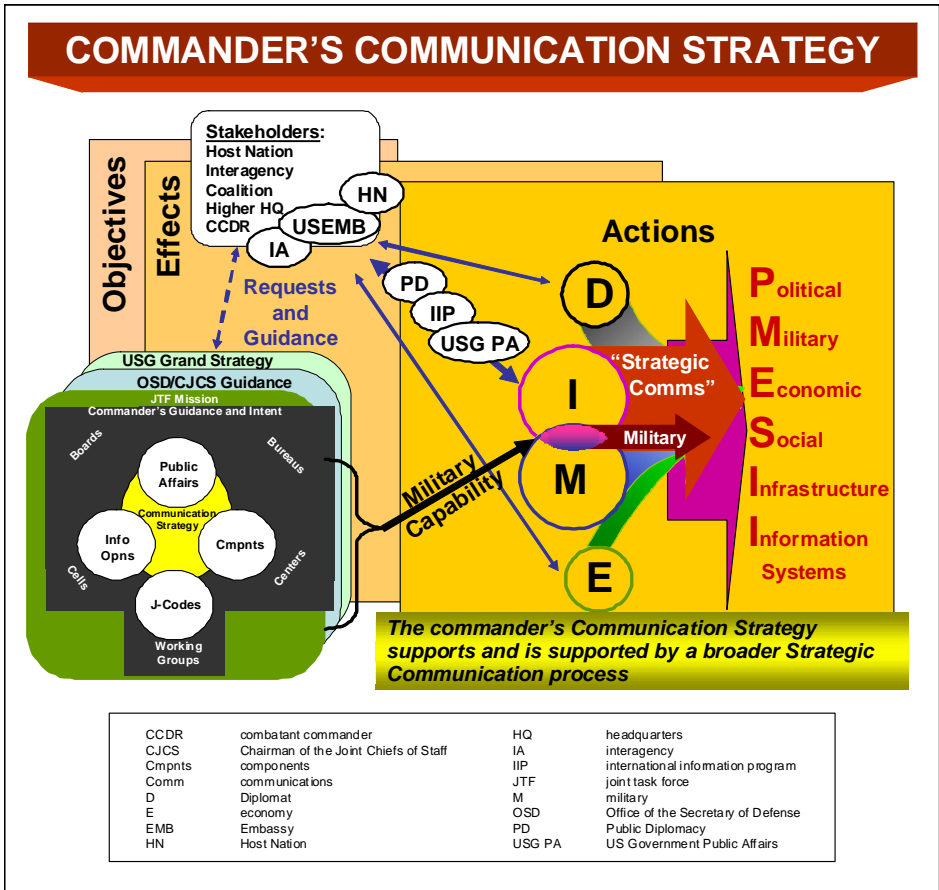 COMMANDER'S COMMUNICATION STRATEGY
Objectives
Effects
Stakeholders:
Host Nation
Interagency
Coalition
Higher HQ
CCDR
HN
USEMB
IA
Requests
and
Guidance
PD
IIP
USG PA
Actions
D
I
M
E
"Strategic
Comms"
Military
Political
Military
Economic
Social
Infrastructure
Information
Systems
USG Grand Strategy
OSD/CJCS Guidance
JTF Mission
Commander's Guidance and Intent
Boards
Bureaus
Public
Affairs
Communication
Strategy
Info
Opns
Cmpnts
Cells
Centers
J-Codes
Working
Groups
Military
Capability
The commander's Communication Strategy
supports and is supported by a broader Strategic
Communication process
CCDR combatant commander
CJCS Chairman of the Joint Chiefs of Staff
Cmpnts components
Comm communications
D Diplomat
E economy
EMB Embassy
HN Host Nation
HQ headquarters
IA interagency
IIP international information program
JTF joint task force
M military
OSD Office of the Secretary of Defense
PD Public Diplomacy
USG PA US Government Public Affairs